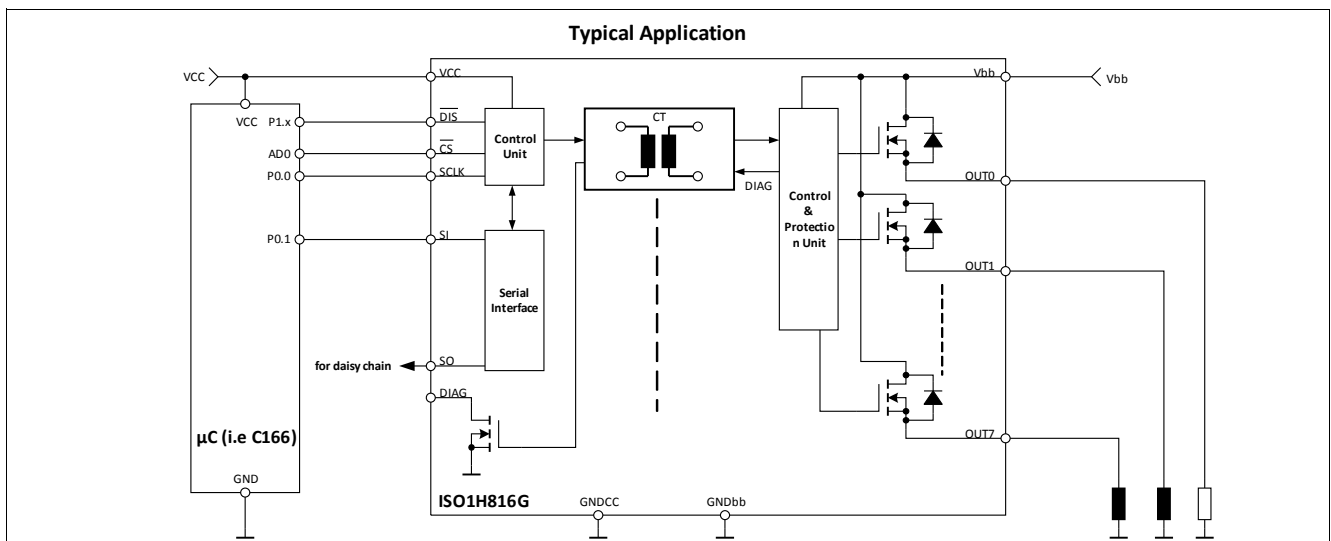 Typical Application
VCC
VCC
Vbb
Vbb
VCC
P1.x
DIS
AD0
CS
P0.0
SCLK
Control
Unit
CT
DIAG
OUT0
P0.1
SI
Control
&
Protectio
n Unit
OUT1
Serial
Interface
for daisy chain
SO
DIAG
µC (i.e C166)
OUT7
GND
ISO1H816G
GNDCC
GNDbb